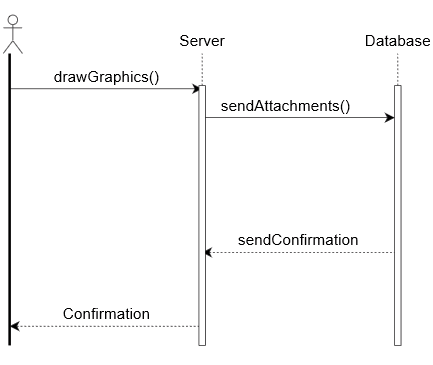 Server
Database
drawGraphics()
sendAttachments()
sendConfirmation
Confirmation